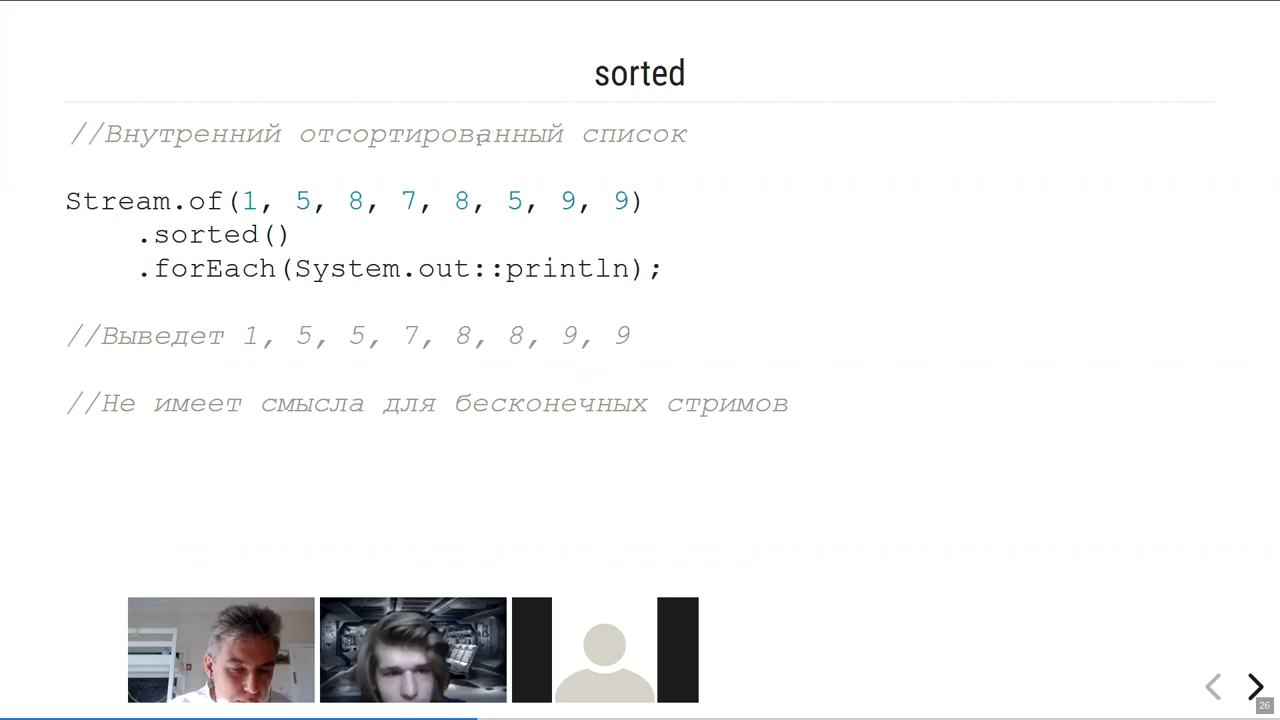 sorted
//Внутренний отсортированный список
Stream.of(1, 5, 8, 7, 8, 5, 9, 9)
.sorted()
.forEach(System.out::println);
//Выведет 1, 5, 5, 7, 8, 8, 9, 9
//Не имеет смысла для бесконечных стримов
26